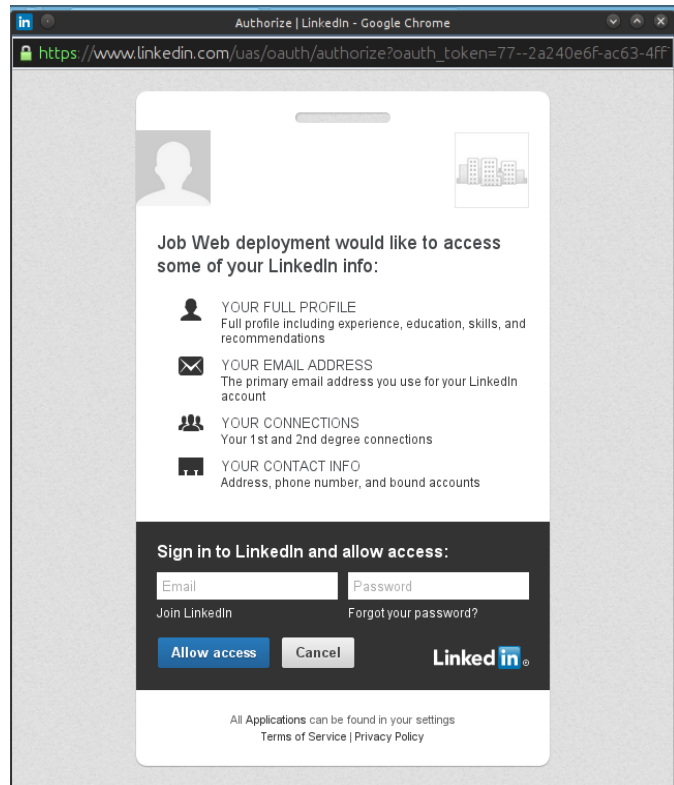 Authorize | LinkedIn - Google Chrome
https://www.linkedin.com/uas/oauth/authorize?oauth_token=77--2a240e6f-ac63-4ff
Job Web deployment would like to access
some of your LinkedIn info:
YOUR FULL PROFILE
Full profile including experience, education, skills, and
recommendations
YOUR EMAIL ADDRESS
The primary email address you use for your LinkedIn
account
YOUR CONNECTIONS
Your 1st and 2nd degree connections
YOUR CONTACT INFO
Address, phone number, and bound accounts
Sign in to LinkedIn and allow access:
Email Password
Join LinkedIn Forgot your password?
Allow access Cancel Linked in ®
All Applications can be found in your settings
Terms of Service | Privacy Policy